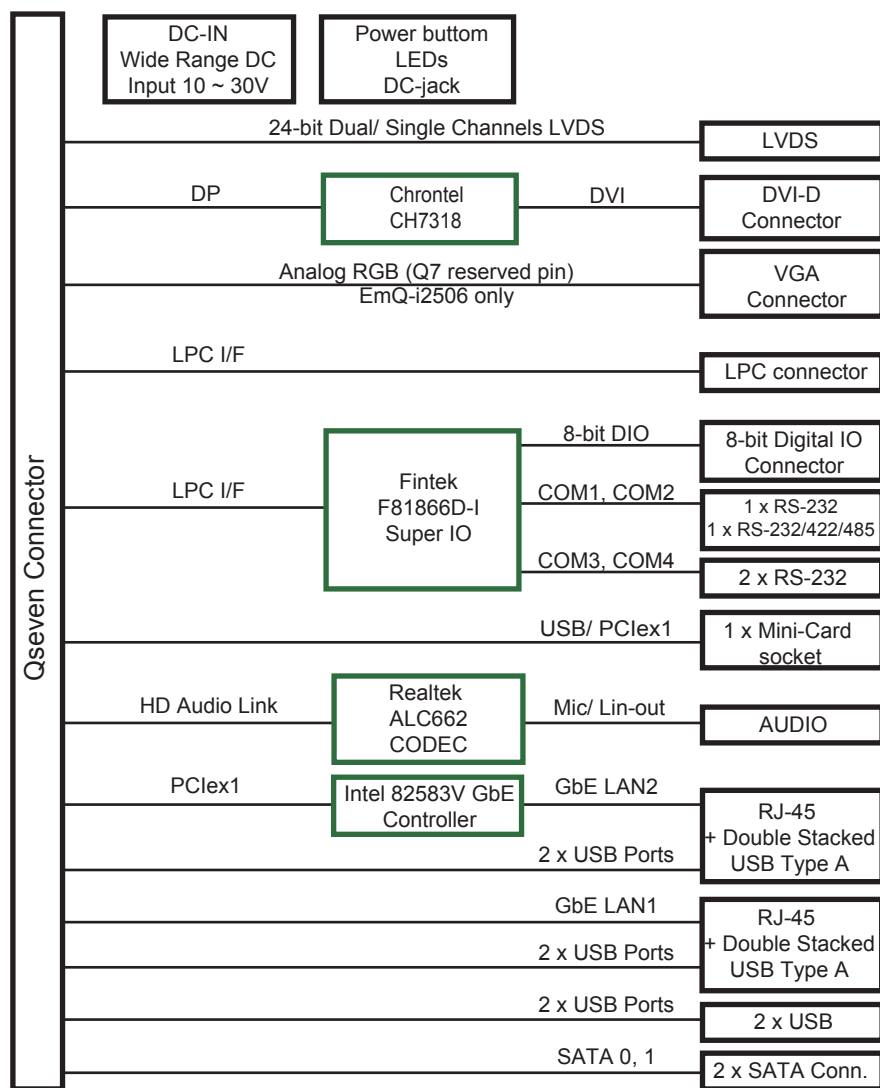 DC-IN
Wide Range DC
Input 10 ~ 30V
Power buttom
LEDs
DC-jack
Qseven Connector
24-bit Dual/ Single Channels LVDS
LVDS
DP
Chrontel
CH7318
DVI
DVI-D
Connector
Analog RGB (Q7 reserved pin)
EmQ-i2506 only
VGA
Connector
LPC I/F
LPC connector
LPC I/F
Fintek
F81866D-I
Super IO
8-bit DIO
8-bit Digital IO
Connector
COM1, COM2
1 x RS-232
1 x RS-232/422/485
COM3, COM4
2 x RS-232
USB/ PCIex1
1 x Mini-Card
socket
HD Audio Link
Realtek
ALC662
CODEC
Mic/ Lin-out
AUDIO
PCIex1
Intel 82583V GbE
Controller
GbE LAN2
2 x USB Ports
RJ-45
+ Double Stacked
USB Type A
GbE LAN1
2 x USB Ports
RJ-45
+ Double Stacked
USB Type A
2 x USB Ports
2 x USB
SATA 0, 1
2 x SATA Conn.